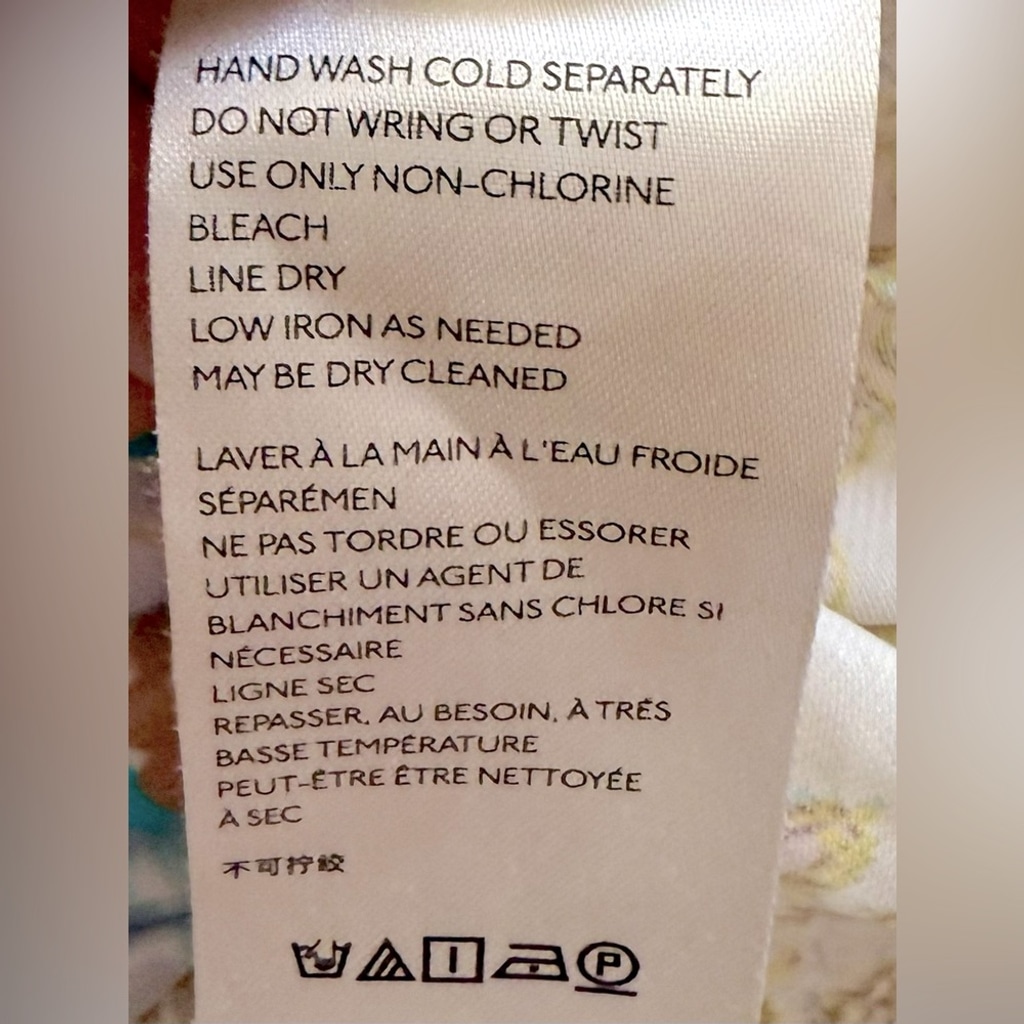 HAND WASH COLD SEPARATELY
DO NOT WRING OR TWIST
USE ONLY NON-CHLORINE
BLEACH
LINE DRY
LOW IRON AS NEEDED
MAY BE DRY CLEANED
LAVER À LA MAIN À L'EAU FROIDE
SÉPARÉMEN
NE PAS TORDRE OU ESSORER
UTILISER UN AGENT DE
BLANCHIMENT SANS CHLORE SI
NÉCESSAIRE
LIGNE SEC
REPASSER, AU BESOIN, À TRÉS
BASSE TEMPÉRATURE
PEUT-ÊTRE ÊTRE NETTOYÉE
À SEC
不可拧绞
P